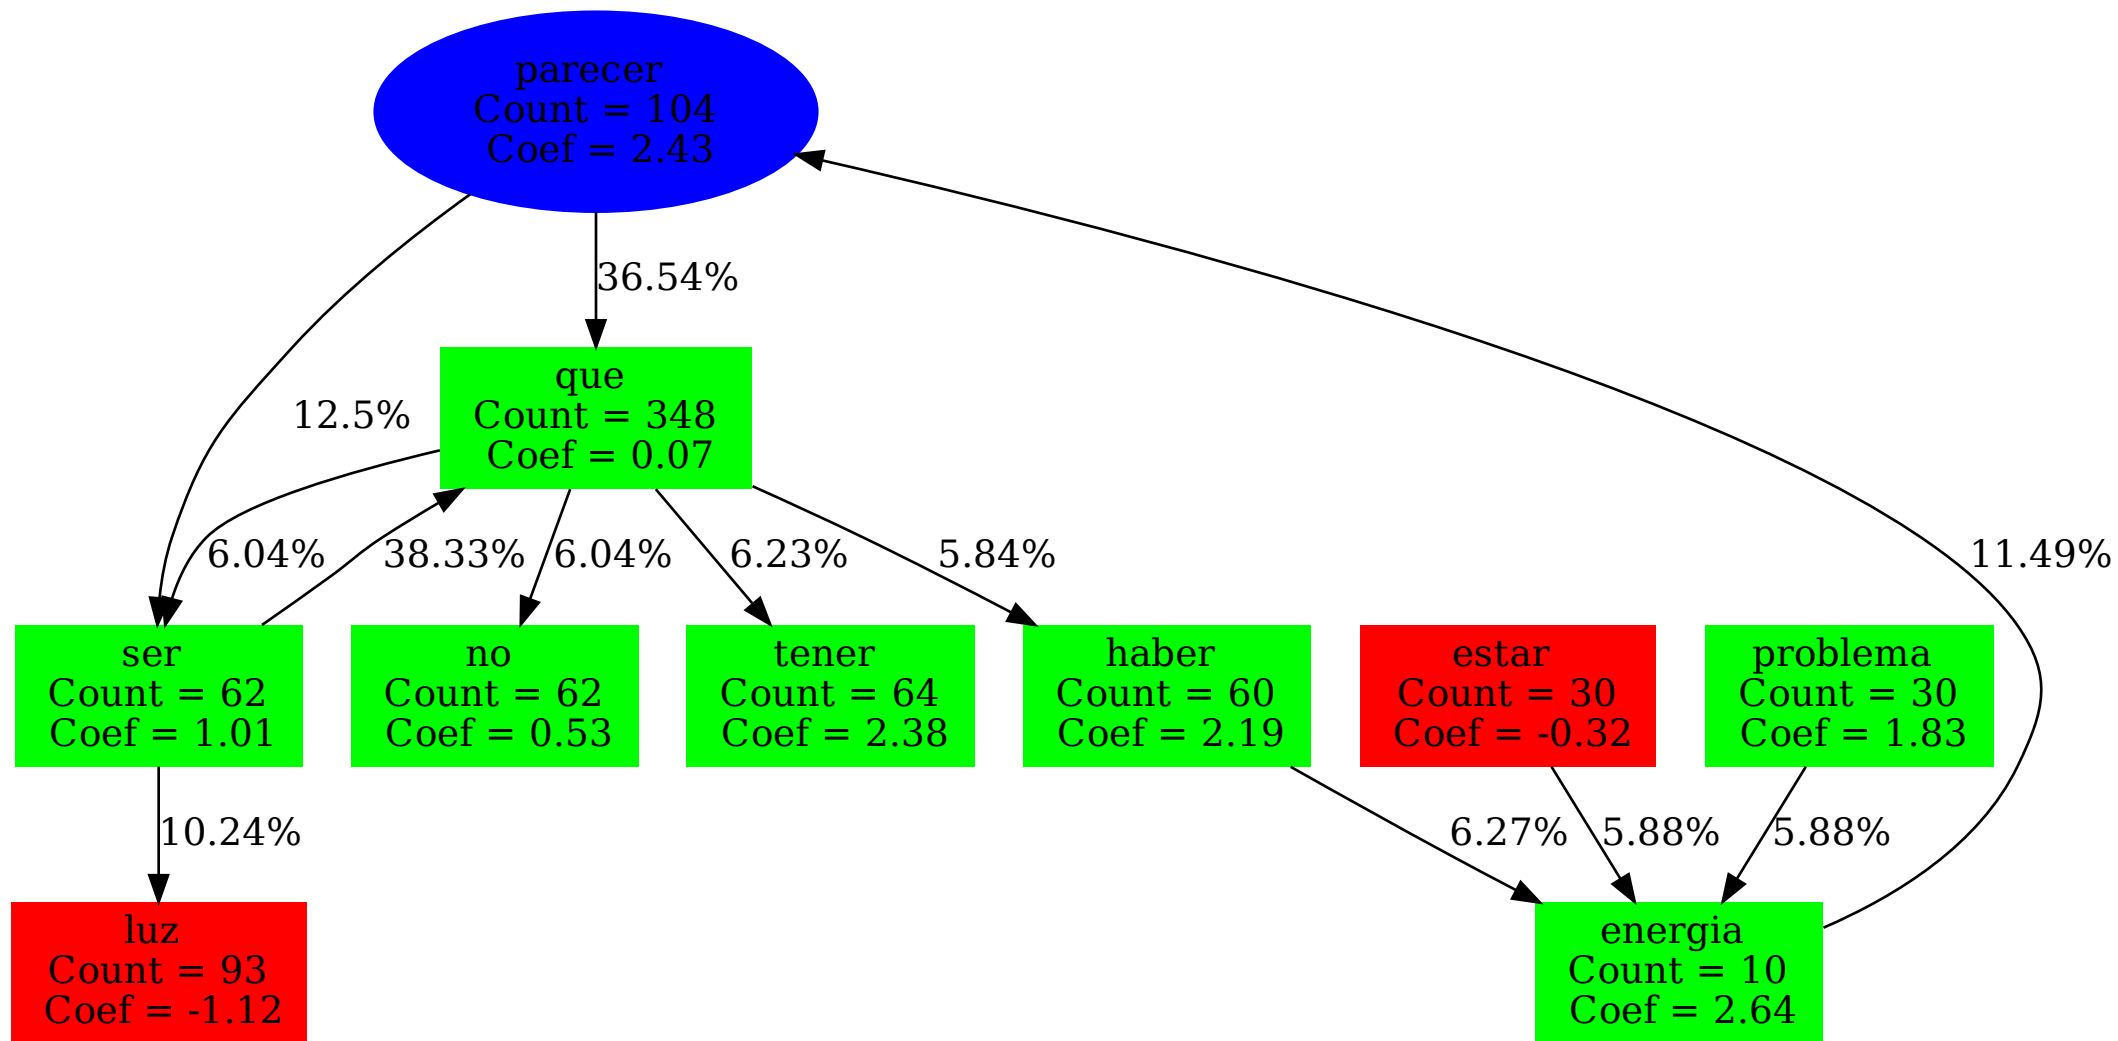 parecer
Count = 104
Coef = 2.43
36.54%
que
Count = 348
Coef = 0.07
12.5%
6.04%
38.33%
6.04%
6.23%
5.84%
11.49%
ser
Count = 62
Coef = 1.01
no
Count = 62
Coef = 0.53
tener
Count = 64
Coef = 2.38
haber
Count = 60
Coef = 2.19
estar
Count = 30
Coef = -0.32
problema
Count = 30
Coef = 1.83
10.24%
6.27%
5.88%
5.88%
luz
Count = 93
Coef = -1.12
energia
Count = 10
Coef = 2.64